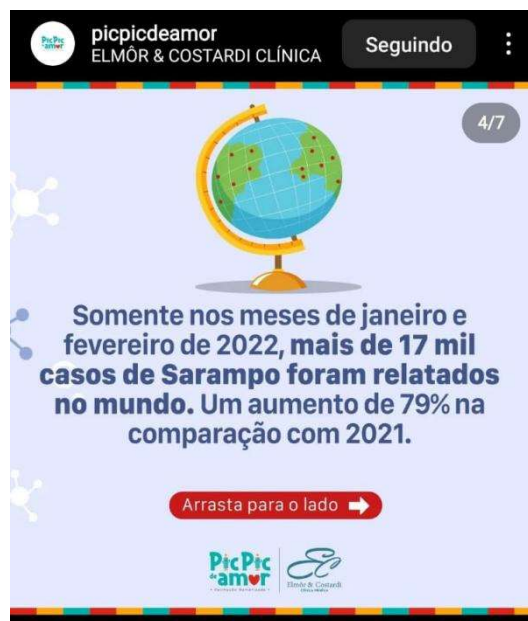 picpicdeamor
ELMÔR & COSTARDI CLÍNICA
Seguindo
4/7
Somente nos meses de janeiro e
fevereiro de 2022, mais de 17 mil
casos de Sarampo foram relatados
no mundo. Um aumento de 79% na
comparação com 2021.
Arrasta para o lado
PicPic
de amor
Elmôr & Costardi